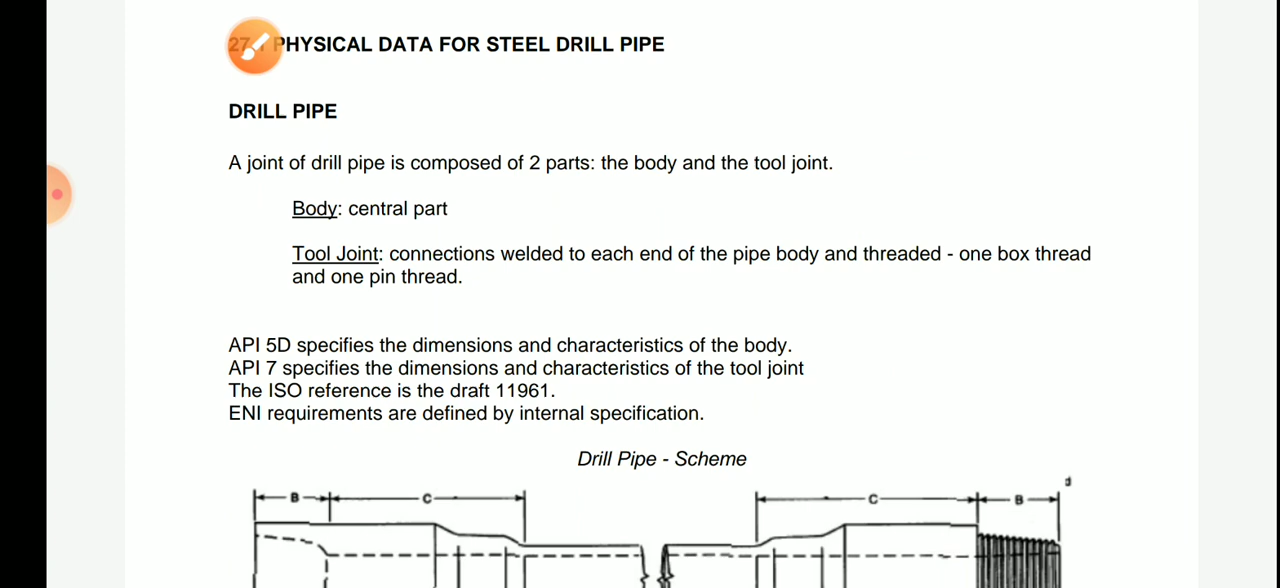 27. PHYSICAL DATA FOR STEEL DRILL PIPE
DRILL PIPE
A joint of drill pipe is composed of 2 parts: the body and the tool joint.
Body: central part
Tool Joint: connections welded to each end of the pipe body and threaded - one box thread
and one pin thread.
API 5D specifies the dimensions and characteristics of the body.
API 7 specifies the dimensions and characteristics of the tool joint
The ISO reference is the draft 11961.
ENI requirements are defined by internal specification.
Drill Pipe - Scheme
B C C B